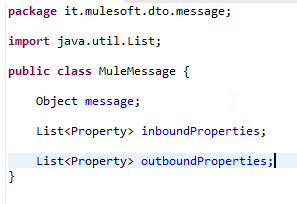 package it.mulesoft.dto.message;
import java.util.List;
public class MuleMessage {
Object message;
List<Property> inboundProperties;
List<Property> outboundProperties;
}